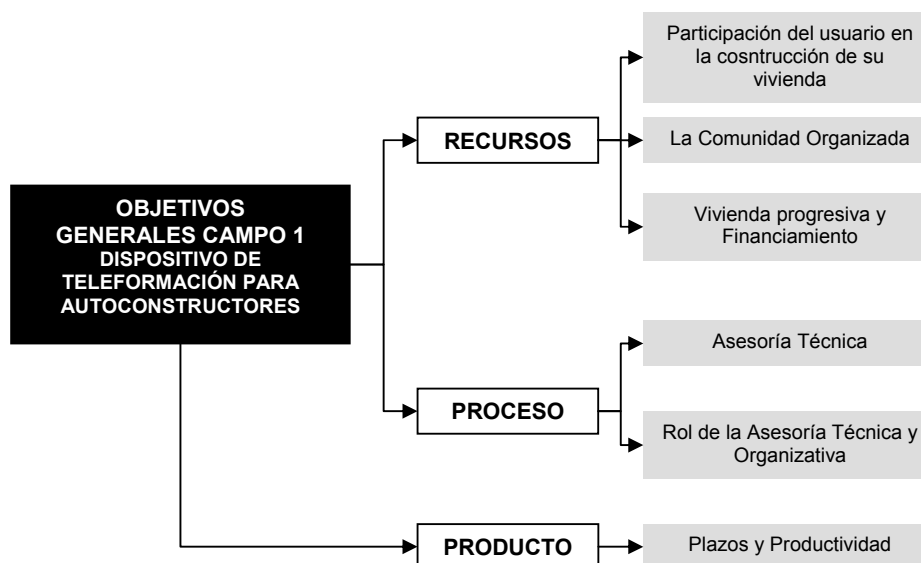 OBJETIVOS
GENERALES CAMPO 1
DISPOSITIVO DE
TELEFORMACIÓN PARA
AUTOCONSTRUCTORES
RECURSOS
Participación del usuario en
la cosntrucción de su
vivienda
La Comunidad Organizada
Vivienda progresiva y
Financiamiento
PROCESO
Asesoría Técnica
Rol de la Asesoría Técnica y
Organizativa
PRODUCTO
Plazos y Productividad